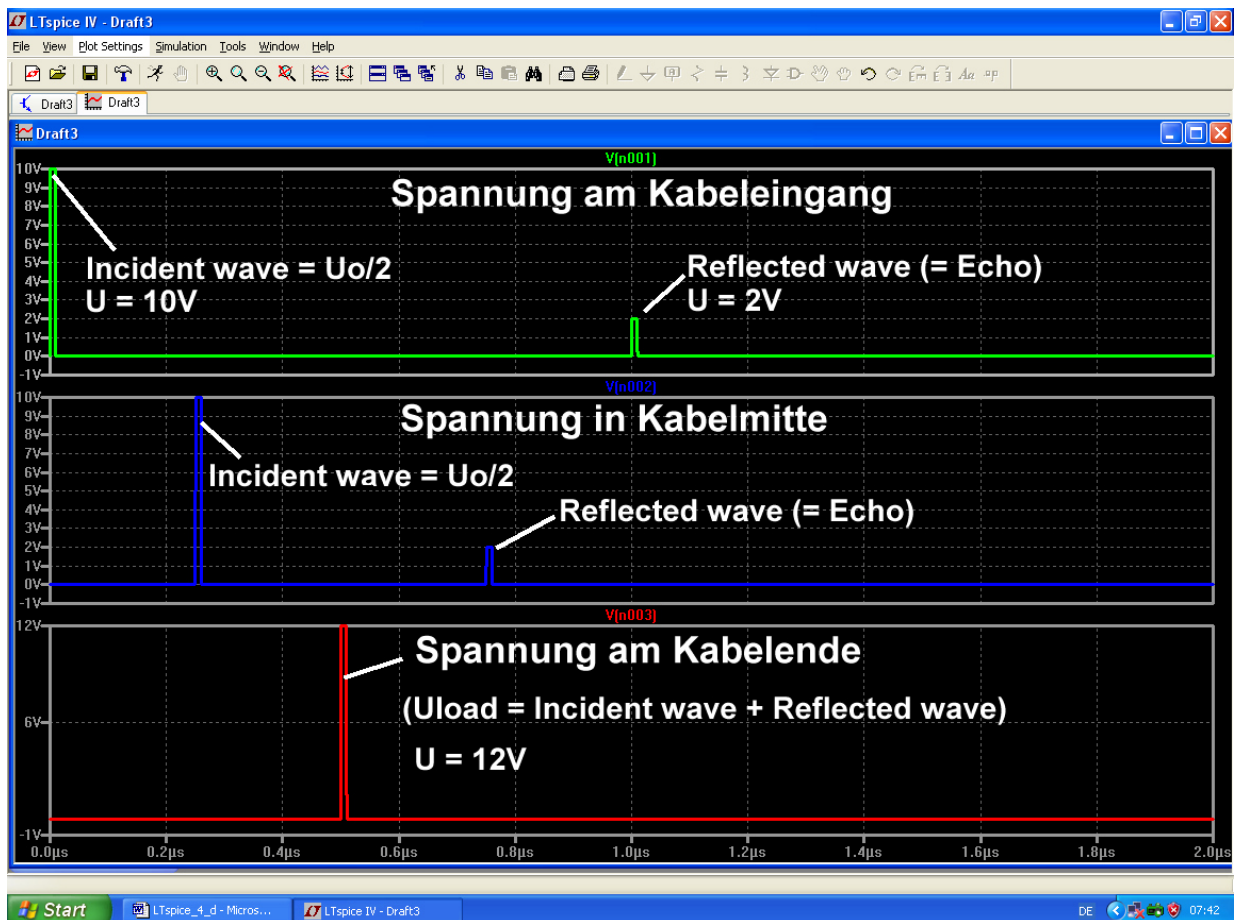 LTspice IV - Draft3
File View Plot Settings Simulation Tools Window Help
Draft3 Draft3
Draft3
V(n001)
10V
9V
8V
7V
6V
5V
4V
3V
2V
1V
0V
-1V
Spannung am Kabeleingang
Incident wave = Uo/2
U = 10V
Reflected wave (= Echo)
U = 2V
V(n002)
10V
9V
8V
7V
6V
5V
4V
3V
2V
1V
0V
-1V
Spannung in Kabelmitte
Incident wave = Uo/2
Reflected wave (= Echo)
V(n003)
12V
6V
-1V
Spannung am Kabelende
(Uload = Incident wave + Reflected wave)
U = 12V
0.0µs 0.2µs 0.4µs 0.6µs 0.8µs 1.0µs 1.2µs 1.4µs 1.6µs 1.8µs 2.0µs
Start LTspice_4_d - Micros... LTspice IV - Draft3 DE 07:42